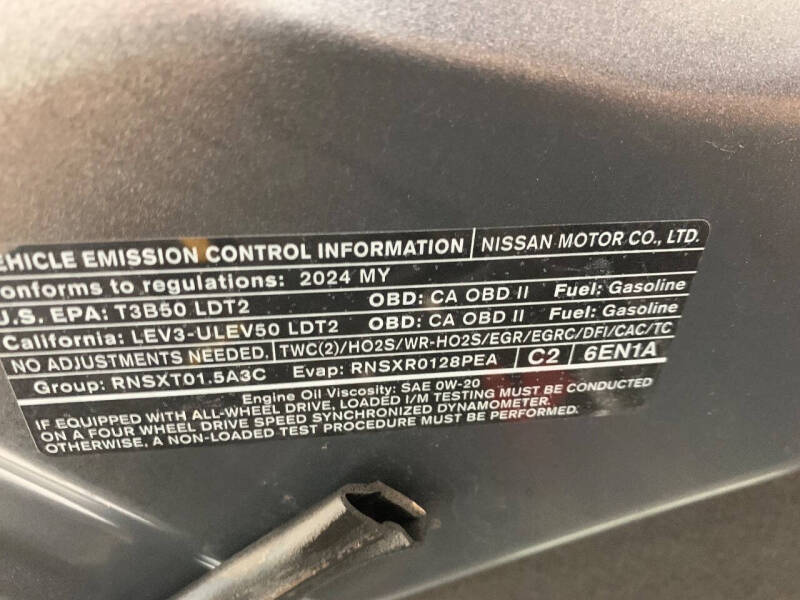 EHICLE EMISSION CONTROL INFORMATION NISSAN MOTOR CO., LTD.
onforms to regulations: 2024 MY
U.S. EPA: T3B50 LDT2 OBD: CA OBD II Fuel: Gasoline
California: LEV3-ULEV50 LDT2 OBD: CA OBD II Fuel: Gasoline
NO ADJUSTMENTS NEEDED. TWC(2)/HO2S/WR-HO2S/EGR/EGRC/DFI/CAC/TC
Group: RNSXT01.5A3C Evap: RNSXR0128PEA C2 6EN1A
Engine Oil Viscosity: SAE 0W-20
IF EQUIPPED WITH ALL-WHEEL DRIVE, LOADED I/M TESTING MUST BE CONDUCTED
ON A FOUR WHEEL DRIVE SPEED SYNCHRONIZED DYNAMOMETER.
OTHERWISE, A NON-LOADED TEST PROCEDURE MUST BE PERFORMED.